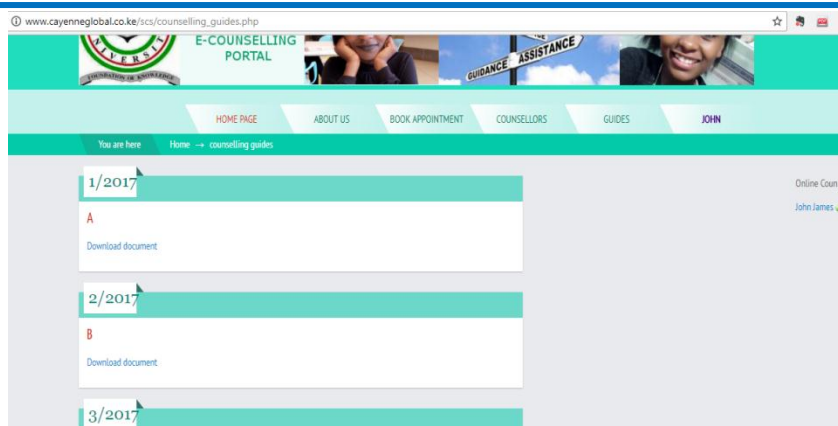 www.cayenneglobal.co.ke/scs/counselling_guides.php
E-COUNSELLING
PORTAL
GUIDANCE ASSISTANCE
FOUNDATION OF KNOWLEDGE
HOME PAGE ABOUT US BOOK APPOINTMENT COUNSELLORS GUIDES JOHN
You are here Home → counselling guides
1/2017
Online Coun
A
John James
Download document
2/2017
B
Download document
3/2017